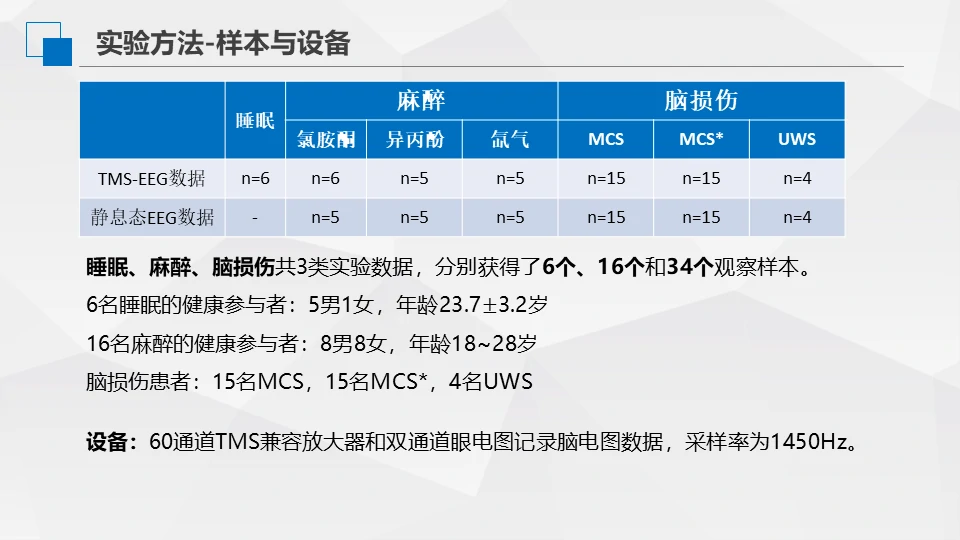 实验方法-样本与设备
睡眠 麻醉 脑损伤
氯胺酮 异丙酚 氙气 MCS MCS* UWS
TMS-EEG数据 n=6 n=6 n=5 n=5 n=15 n=15 n=4
静息态EEG数据 - n=5 n=5 n=5 n=15 n=15 n=4
睡眠、麻醉、脑损伤共3类实验数据，分别获得了6个、16个和34个观察样本。
6名睡眠的健康参与者：5男1女，年龄23.7±3.2岁
16名麻醉的健康参与者：8男8女，年龄18~28岁
脑损伤患者：15名MCS，15名MCS*，4名UWS
设备：60通道TMS兼容放大器和双通道眼电图记录脑电图数据，采样率为1450Hz。